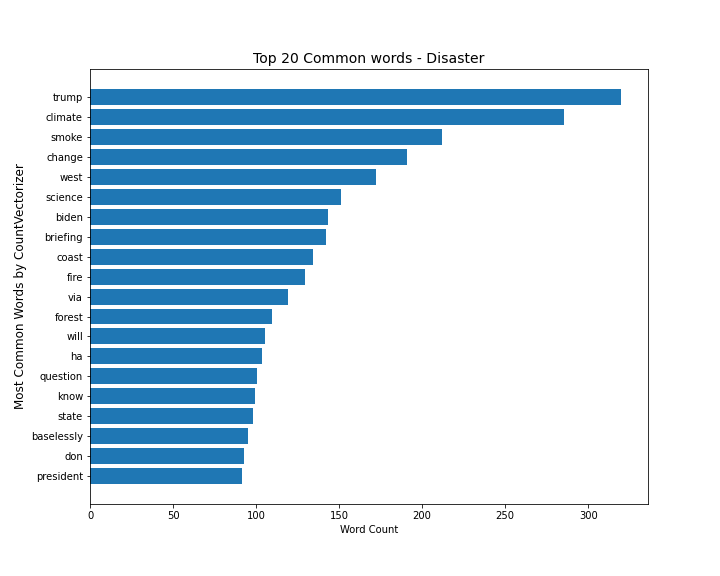 Top 20 Common words - Disaster
Most Common Words by CountVectorizer
trump
climate
smoke
change
west
science
biden
briefing
coast
fire
via
forest
will
ha
question
know
state
baselessly
don
president
0 50 100 150 200 250 300
Word Count